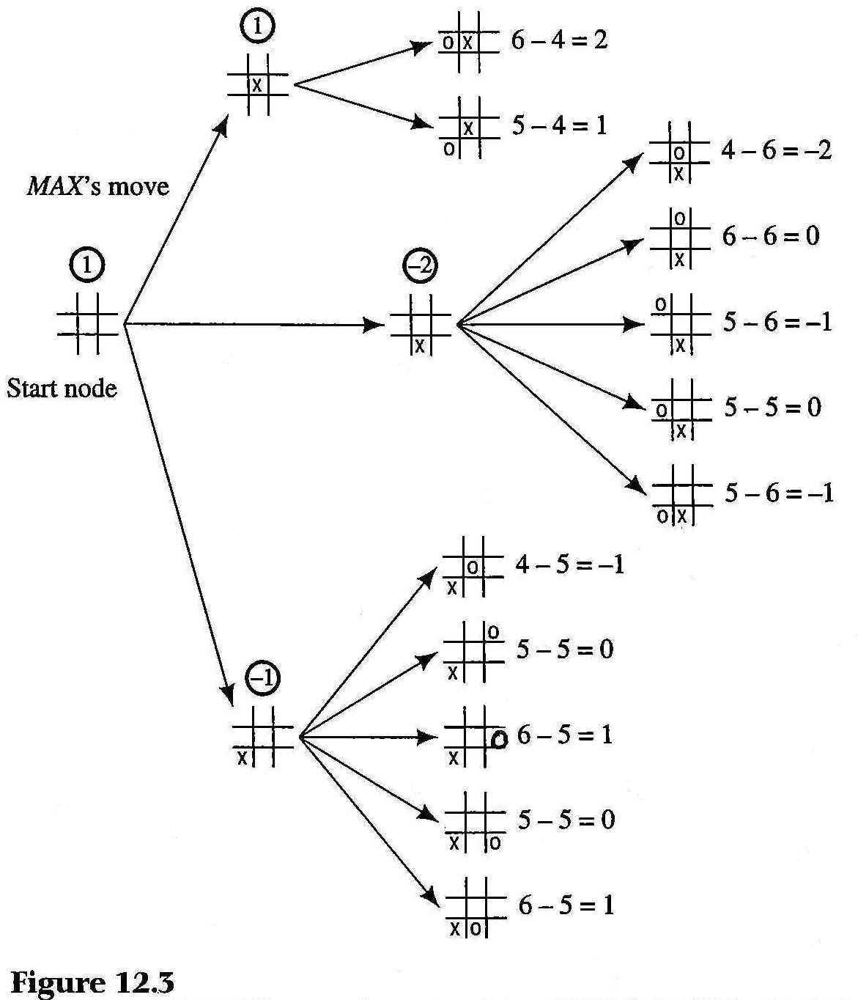 1
o x
6 – 4 = 2
x
x
o
5 – 4 = 1
MAX's move
o
x
4 – 6 = –2
o
x
6 – 6 = 0
1
–2
Start node
x
o
x
5 – 6 = –1
o
x
5 – 5 = 0
o x
5 – 6 = –1
o
x
4 – 5 = –1
o
x
5 – 5 = 0
–1
x
o
x
6 – 5 = 1
x o
5 – 5 = 0
x o
6 – 5 = 1
Figure 12.3